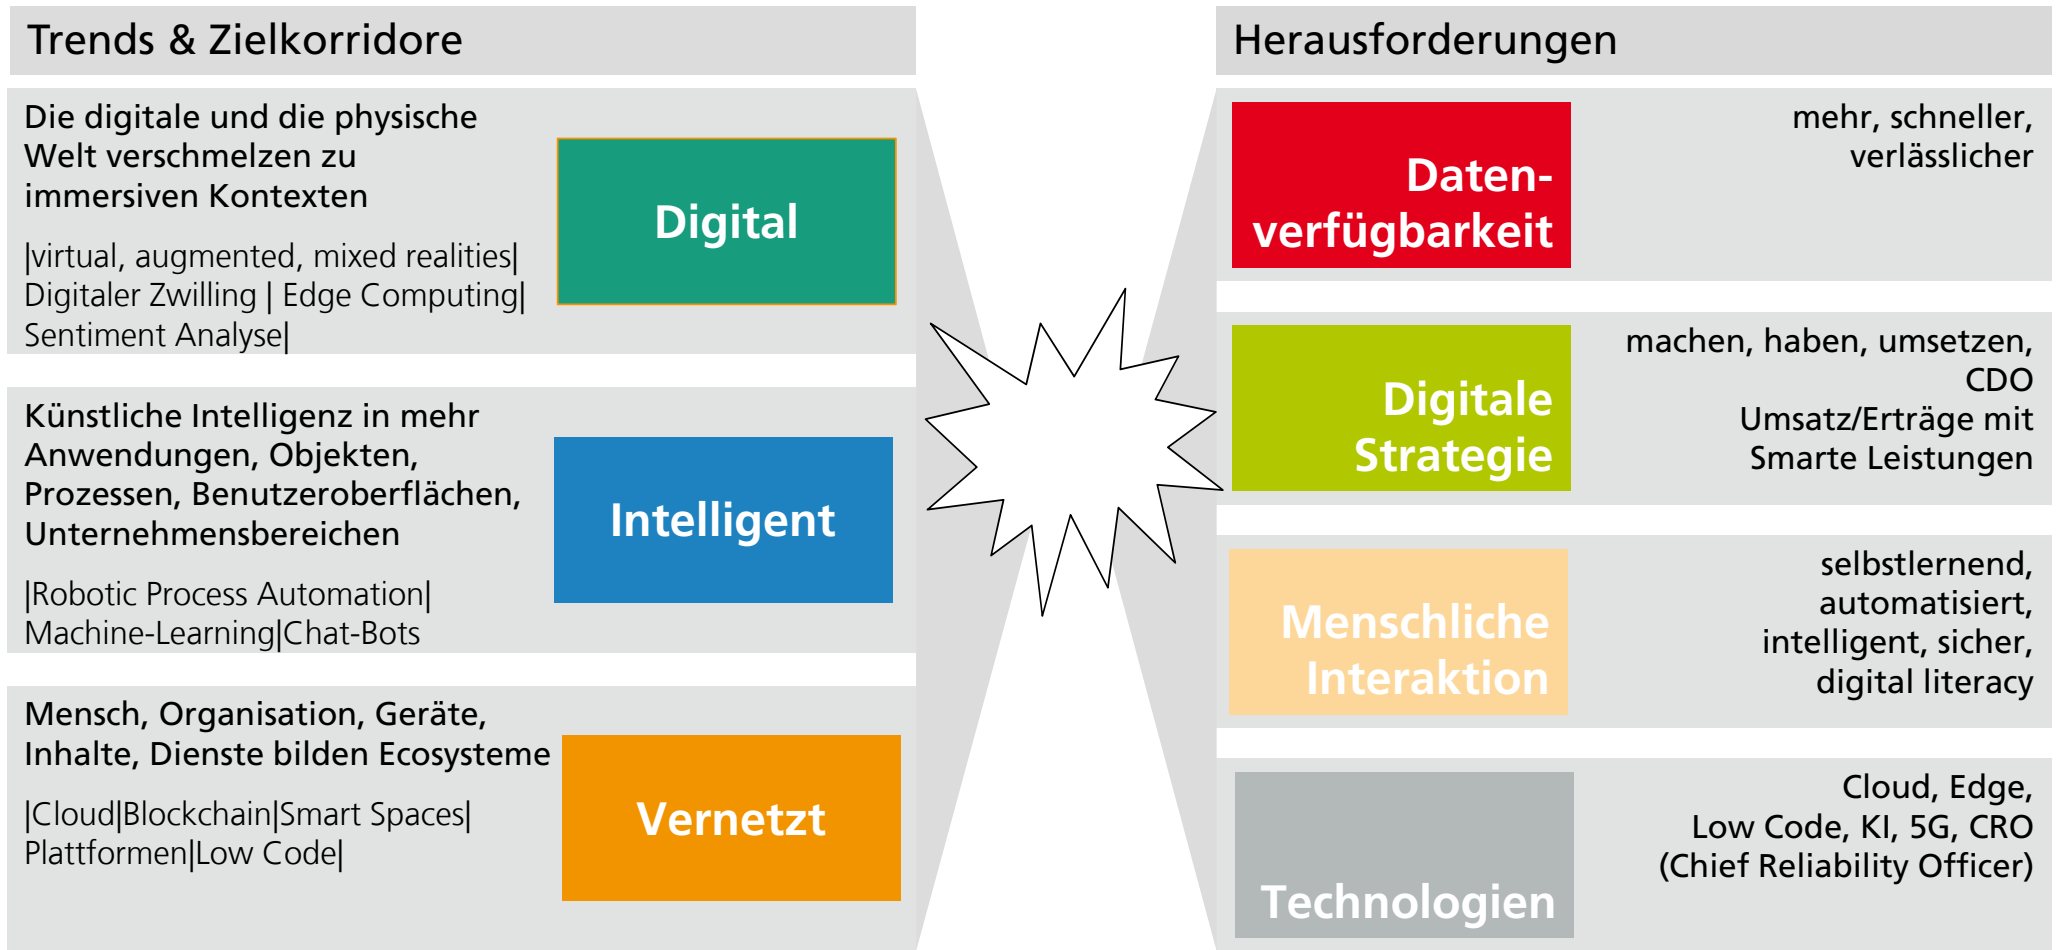 Trends & Zielkorridore
Die digitale und die physische
Welt verschmelzen zu
immersiven Kontexten
|virtual, augmented, mixed realities|
Digitaler Zwilling | Edge Computing|
Sentiment Analyse|
Digital
Künstliche Intelligenz in mehr
Anwendungen, Objekten,
Prozessen, Benutzeroberflächen,
Unternehmensbereichen
|Robotic Process Automation|
Machine-Learning|Chat-Bots
Intelligent
Mensch, Organisation, Geräte,
Inhalte, Dienste bilden Ecosysteme
|Cloud|Blockchain|Smart Spaces|
Plattformen|Low Code|
Vernetzt
Herausforderungen
Daten-
verfügbarkeit
mehr, schneller,
verlässlicher
Digitale
Strategie
machen, haben, umsetzen,
CDO
Umsatz/Erträge mit
Smarte Leistungen
Menschliche
Interaktion
selbstlernend,
automatisiert,
intelligent, sicher,
digital literacy
Technologien
Cloud, Edge,
Low Code, KI, 5G, CRO
(Chief Reliability Officer)